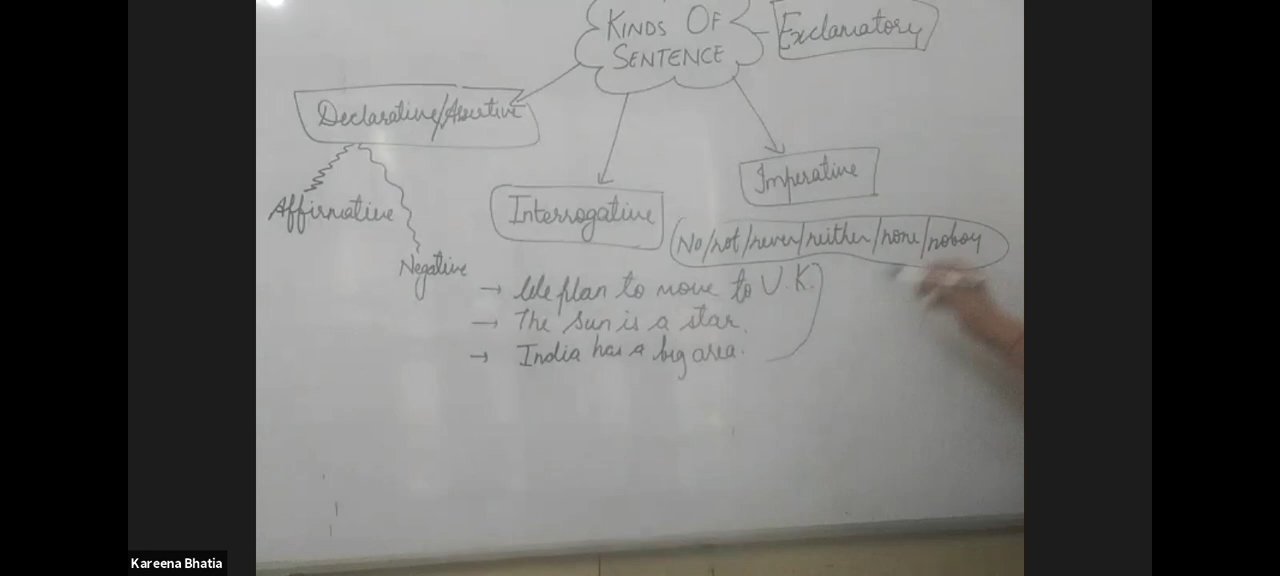 KINDS OF
SENTENCE
Exclamatory
Declarative/Assertive
Imperative
Affirmative
Interrogative
No/not/never/neither/none/noboy
Negative
→ We plan to move to U.K.
→ The sun is a star.
→ India has a big area.
Kareena Bhatia